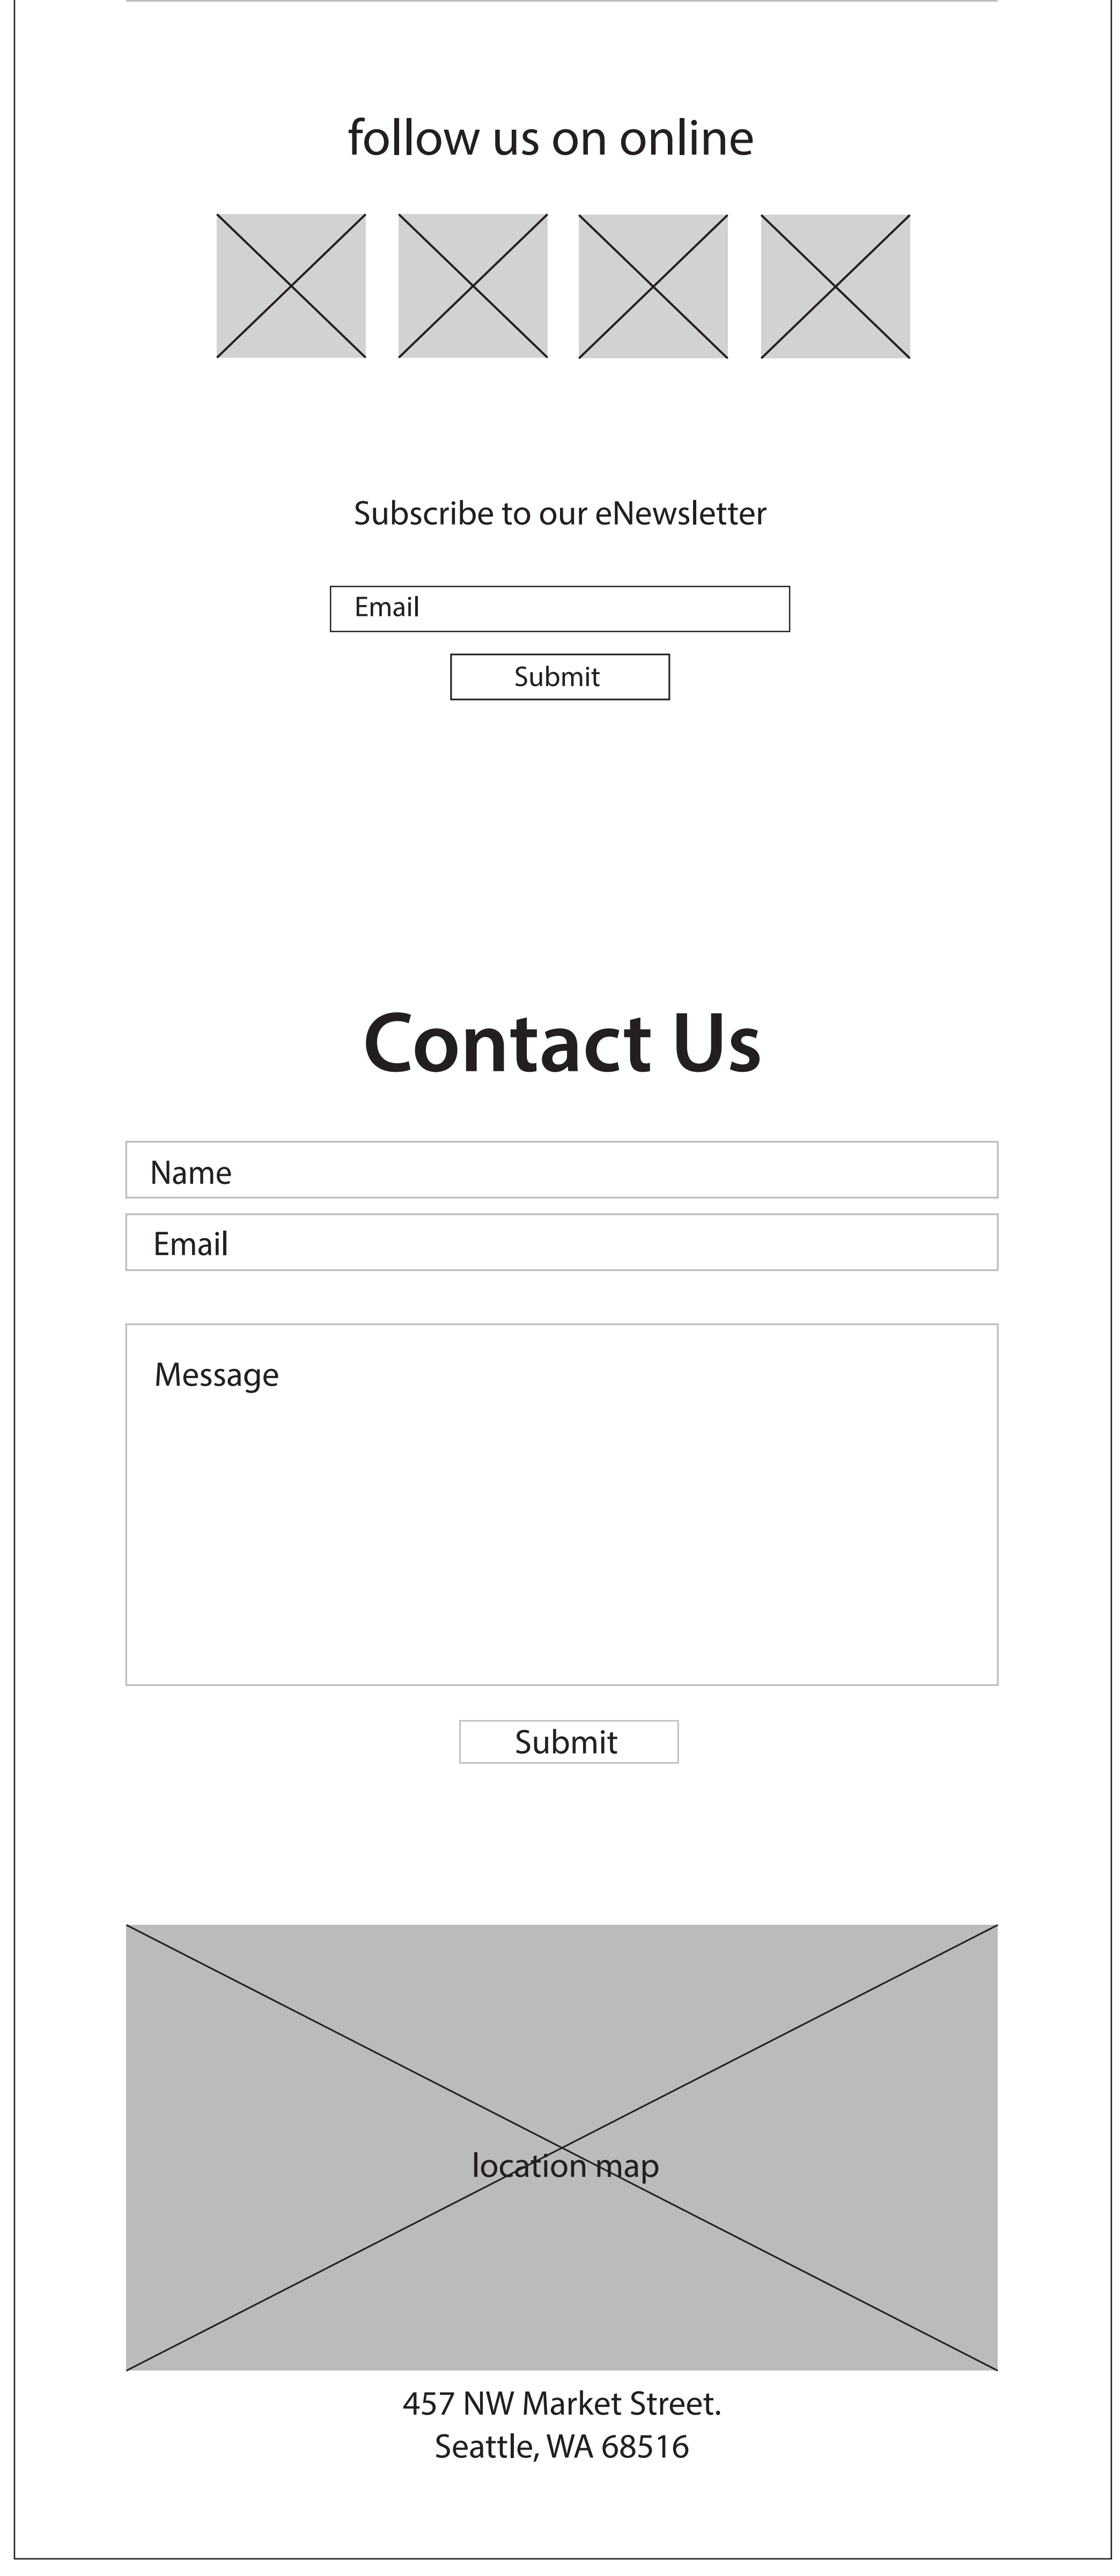 follow us on online
Subscribe to our eNewsletter
Email
Submit
Contact Us
Name
Email
Message
Submit
location map
457 NW Market Street.
Seattle, WA 68516